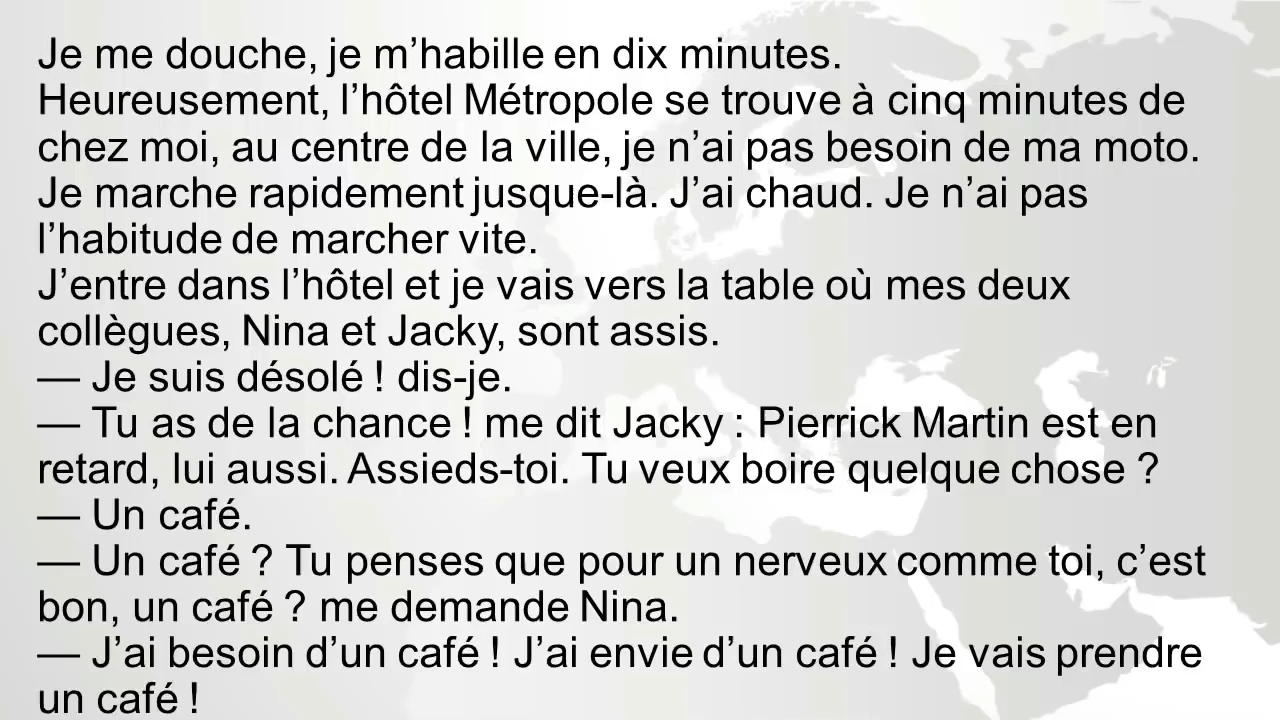 Je me douche, je m’habille en dix minutes.
Heureusement, l’hôtel Métropole se trouve à cinq minutes de
chez moi, au centre de la ville, je n’ai pas besoin de ma moto.
Je marche rapidement jusque-là. J’ai chaud. Je n’ai pas
l’habitude de marcher vite.
J’entre dans l’hôtel et je vais vers la table où mes deux
collègues, Nina et Jacky, sont assis.
— Je suis désolé ! dis-je.
— Tu as de la chance ! me dit Jacky : Pierrick Martin est en
retard, lui aussi. Assieds-toi. Tu veux boire quelque chose ?
— Un café.
— Un café ? Tu penses que pour un nerveux comme toi, c’est
bon, un café ? me demande Nina.
— J’ai besoin d’un café ! J’ai envie d’un café ! Je vais prendre
un café !